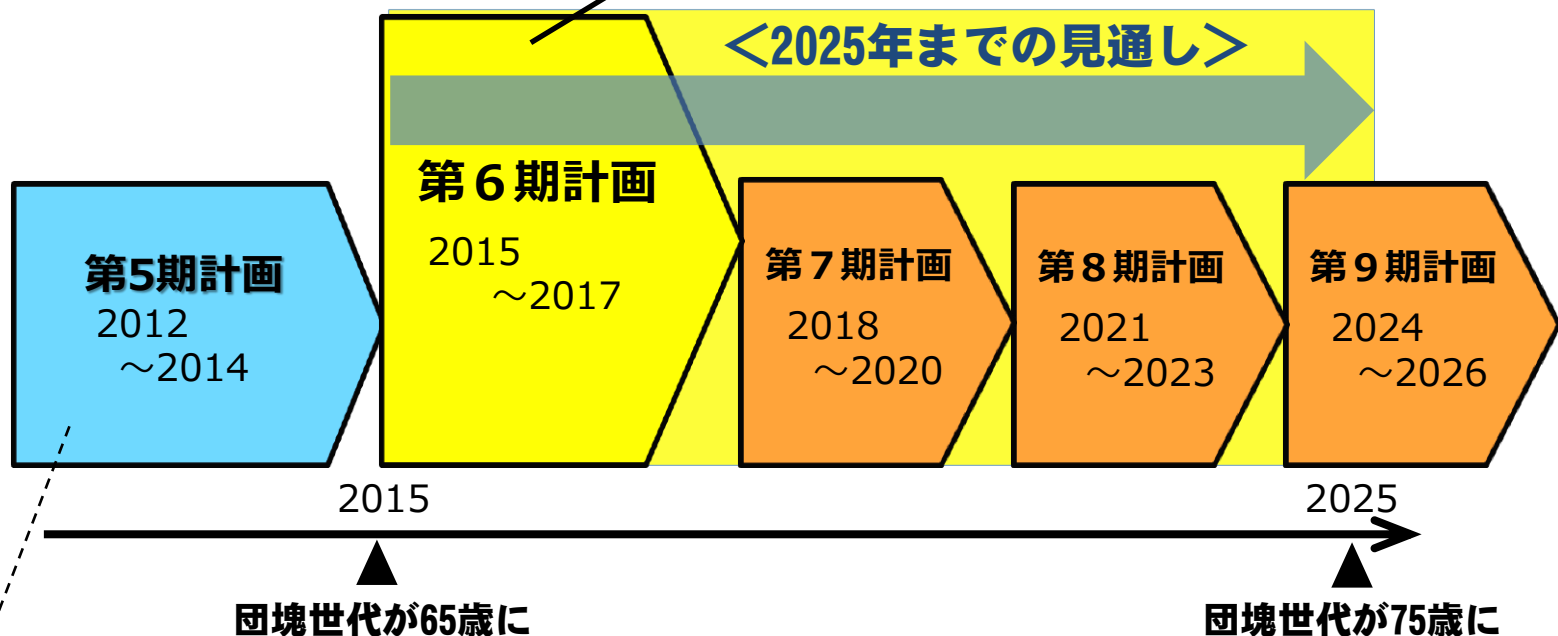 ＜2025年までの見通し＞
第5期計画
2012
～2014
第６期計画
2015
～2017
第７期計画
2018
～2020
第８期計画
2021
～2023
第９期計画
2024
～2026
2015
2025
団塊世代が65歳に
団塊世代が75歳に